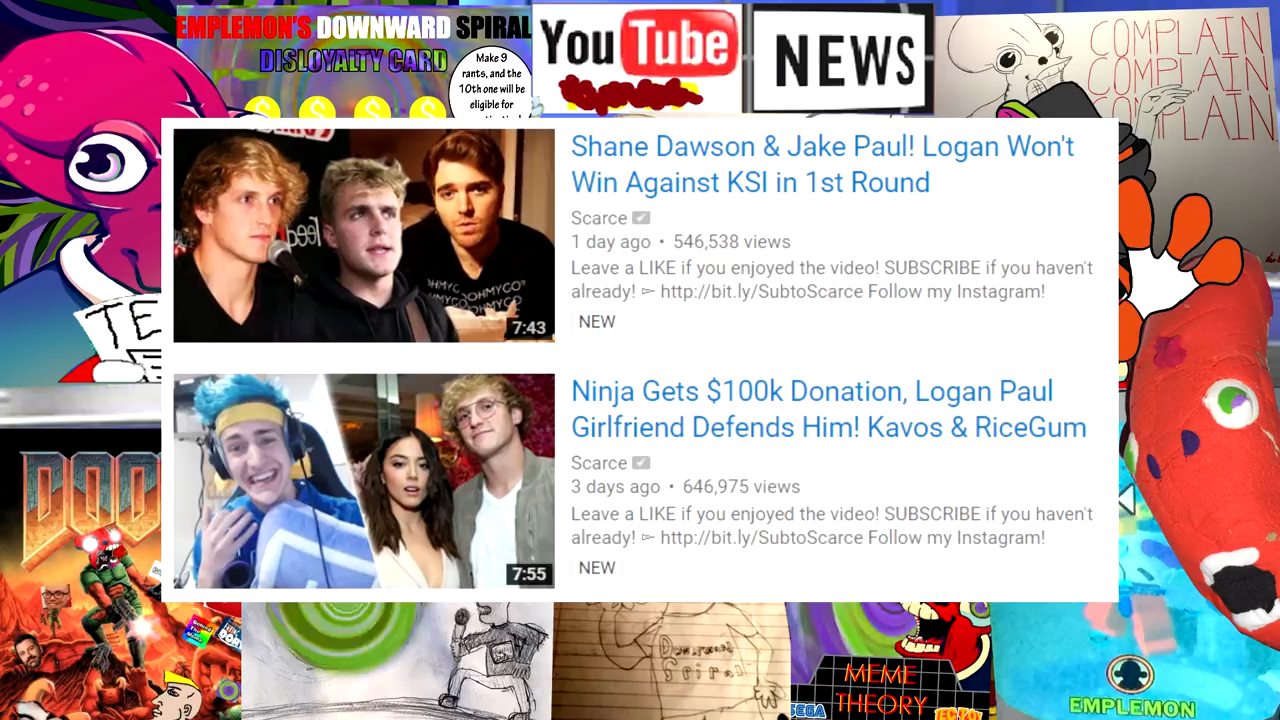 EMPLEMON'S DOWNWARD SPIRAL
DISLOYALTY CARD
Make 9
rants, and the
10th one will be
eligible for
YouTube
NEWS
COMPLAIN
COMPLAIN
COMPLAIN
Shane Dawson & Jake Paul! Logan Won't
Win Against KSI in 1st Round
Scarce
1 day ago • 546,538 views
Leave a LIKE if you enjoyed the video! SUBSCRIBE if you haven't
already! ➳ http://bit.ly/SubtoScarce Follow my Instagram!
NEW
7:43
Ninja Gets $100k Donation, Logan Paul
Girlfriend Defends Him! Kavos & RiceGum
Scarce
3 days ago • 646,975 views
Leave a LIKE if you enjoyed the video! SUBSCRIBE if you haven't
already! ➳ http://bit.ly/SubtoScarce Follow my Instagram!
NEW
7:55
Downward
Spiral
MEME
THEORY
SEGA
TEC TOY
EMPLEMON